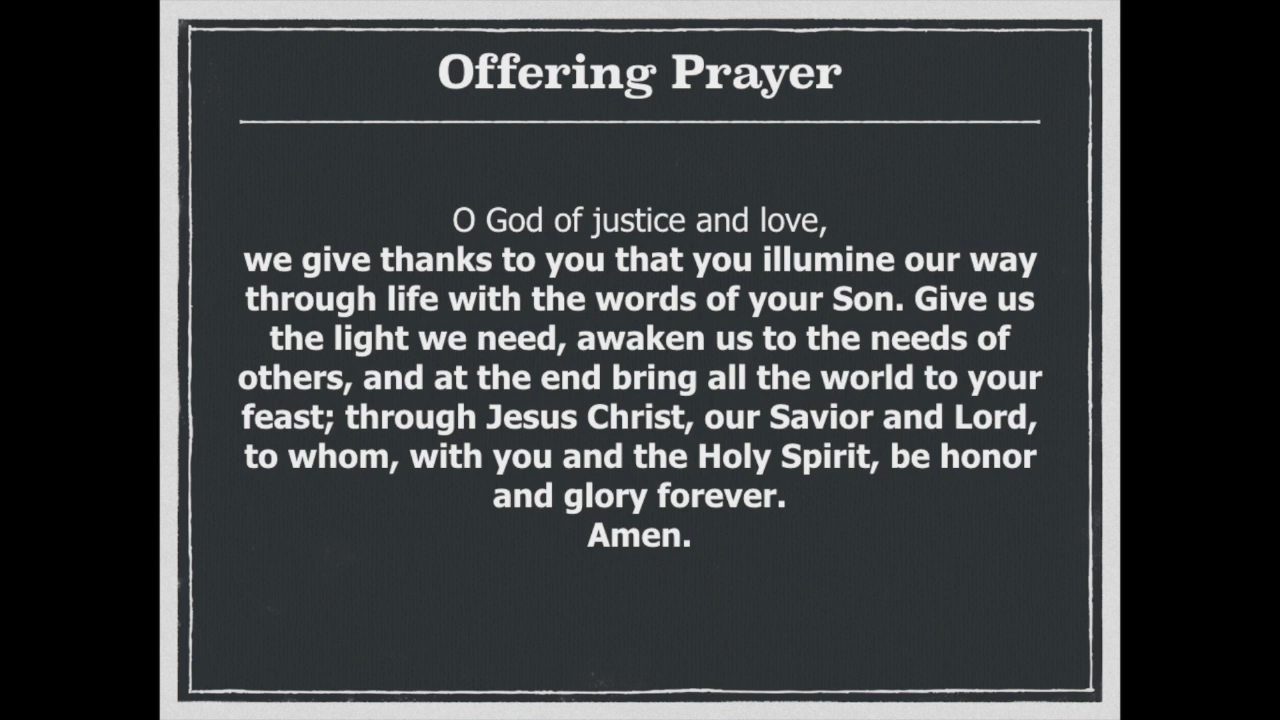 Offering Prayer
O God of justice and love,
we give thanks to you that you illumine our way
through life with the words of your Son. Give us
the light we need, awaken us to the needs of
others, and at the end bring all the world to your
feast; through Jesus Christ, our Savior and Lord,
to whom, with you and the Holy Spirit, be honor
and glory forever.
Amen.